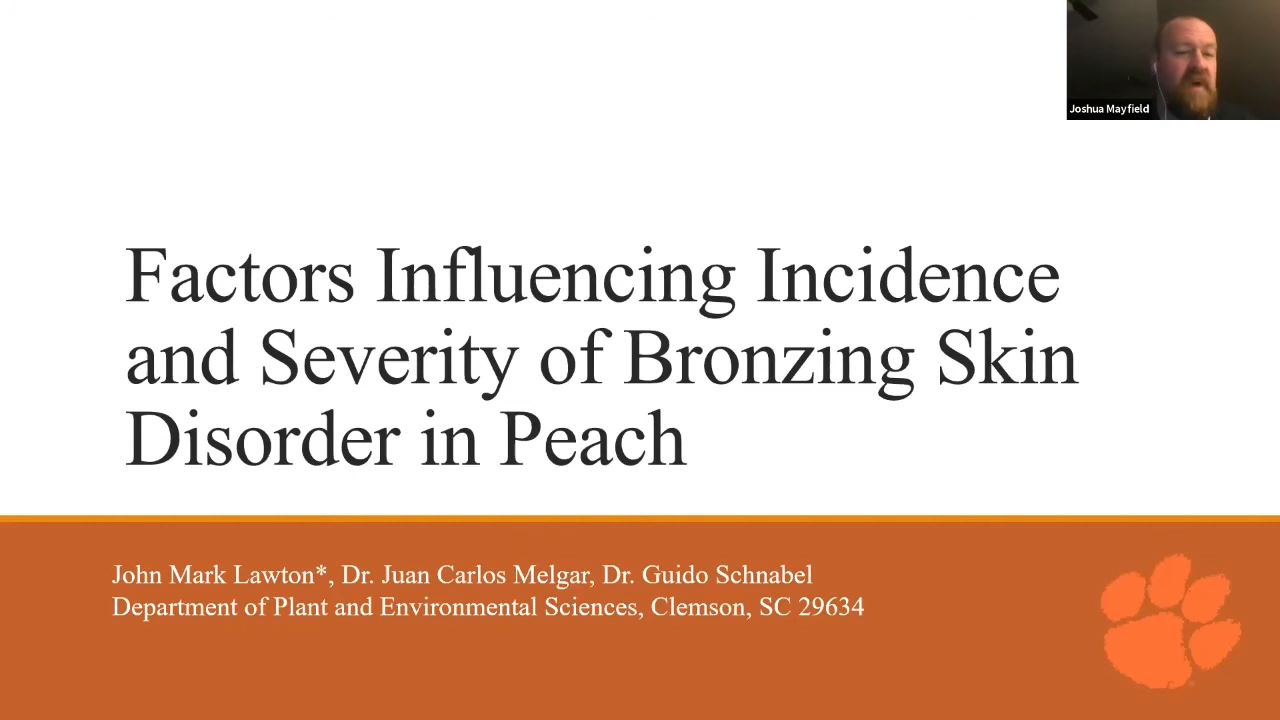 Joshua Mayfield
Factors Influencing Incidence
and Severity of Bronzing Skin
Disorder in Peach
John Mark Lawton*, Dr. Juan Carlos Melgar, Dr. Guido Schnabel
Department of Plant and Environmental Sciences, Clemson, SC 29634